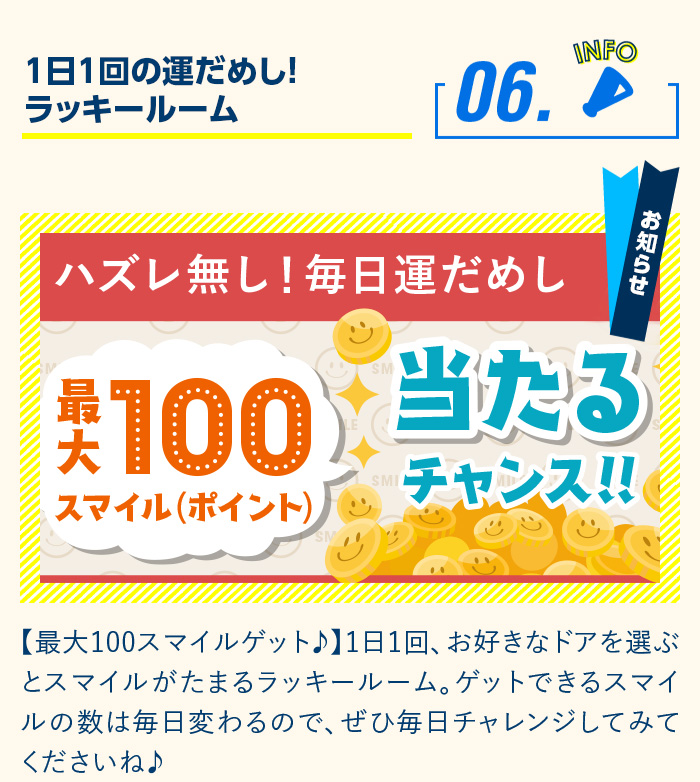 1日1回の運だめし!
ラッキールーム
06.
INFO
お知らせ
ハズレ無し!毎日運だめし
最大100
スマイル(ポイント)
当たる
チャンス!!
【最大100スマイルゲット♪】1日1回、お好きなドアを選ぶ
とスマイルがたまるラッキールーム。ゲットできるスマイ
ルの数は毎日変わるので、ぜひ毎日チャレンジしてみて
くださいね♪